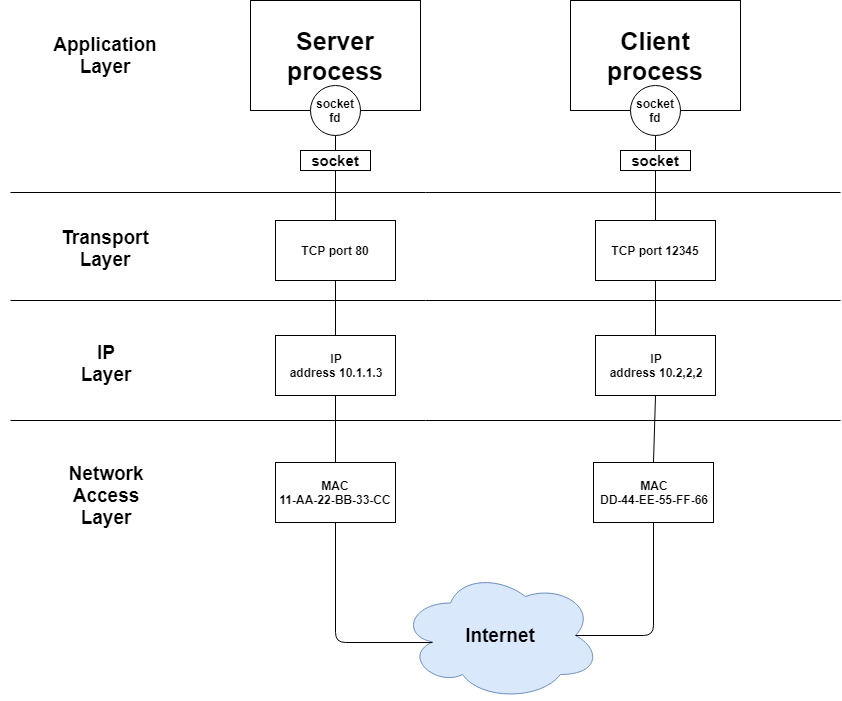 Application
Layer
Server
process
socket
fd
socket
Client
process
socket
fd
socket
Transport
Layer
TCP port 80
TCP port 12345
IP
Layer
IP
address 10.1.1.3
IP
address 10.2,2,2
Network
Access
Layer
MAC
11-AA-22-BB-33-CC
MAC
DD-44-EE-55-FF-66
Internet